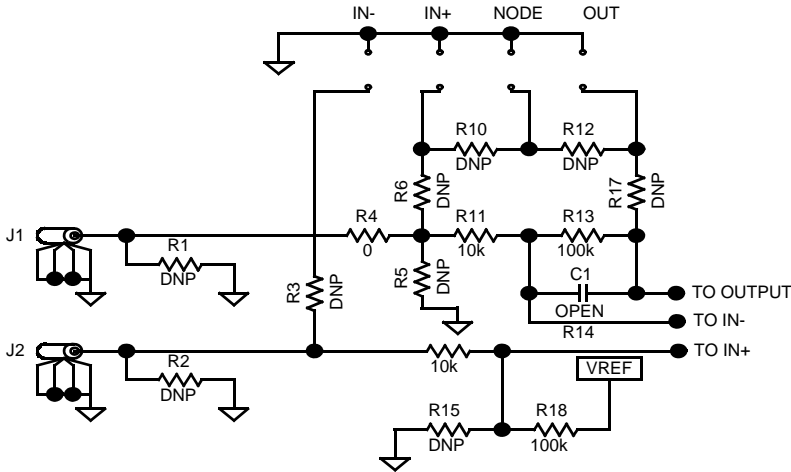 IN- IN+ NODE OUT
R10 R12
DNP DNP
R6 DNP R17 DNP
J1 R4 R11 R13
0 10k 100k
R1
DNP
R3 DNP R5 DNP
C1
OPEN
TO OUTPUT
R14
TO IN-
J2
TO IN+
10k
R2
DNP
VREF
R15 R18
DNP 100k